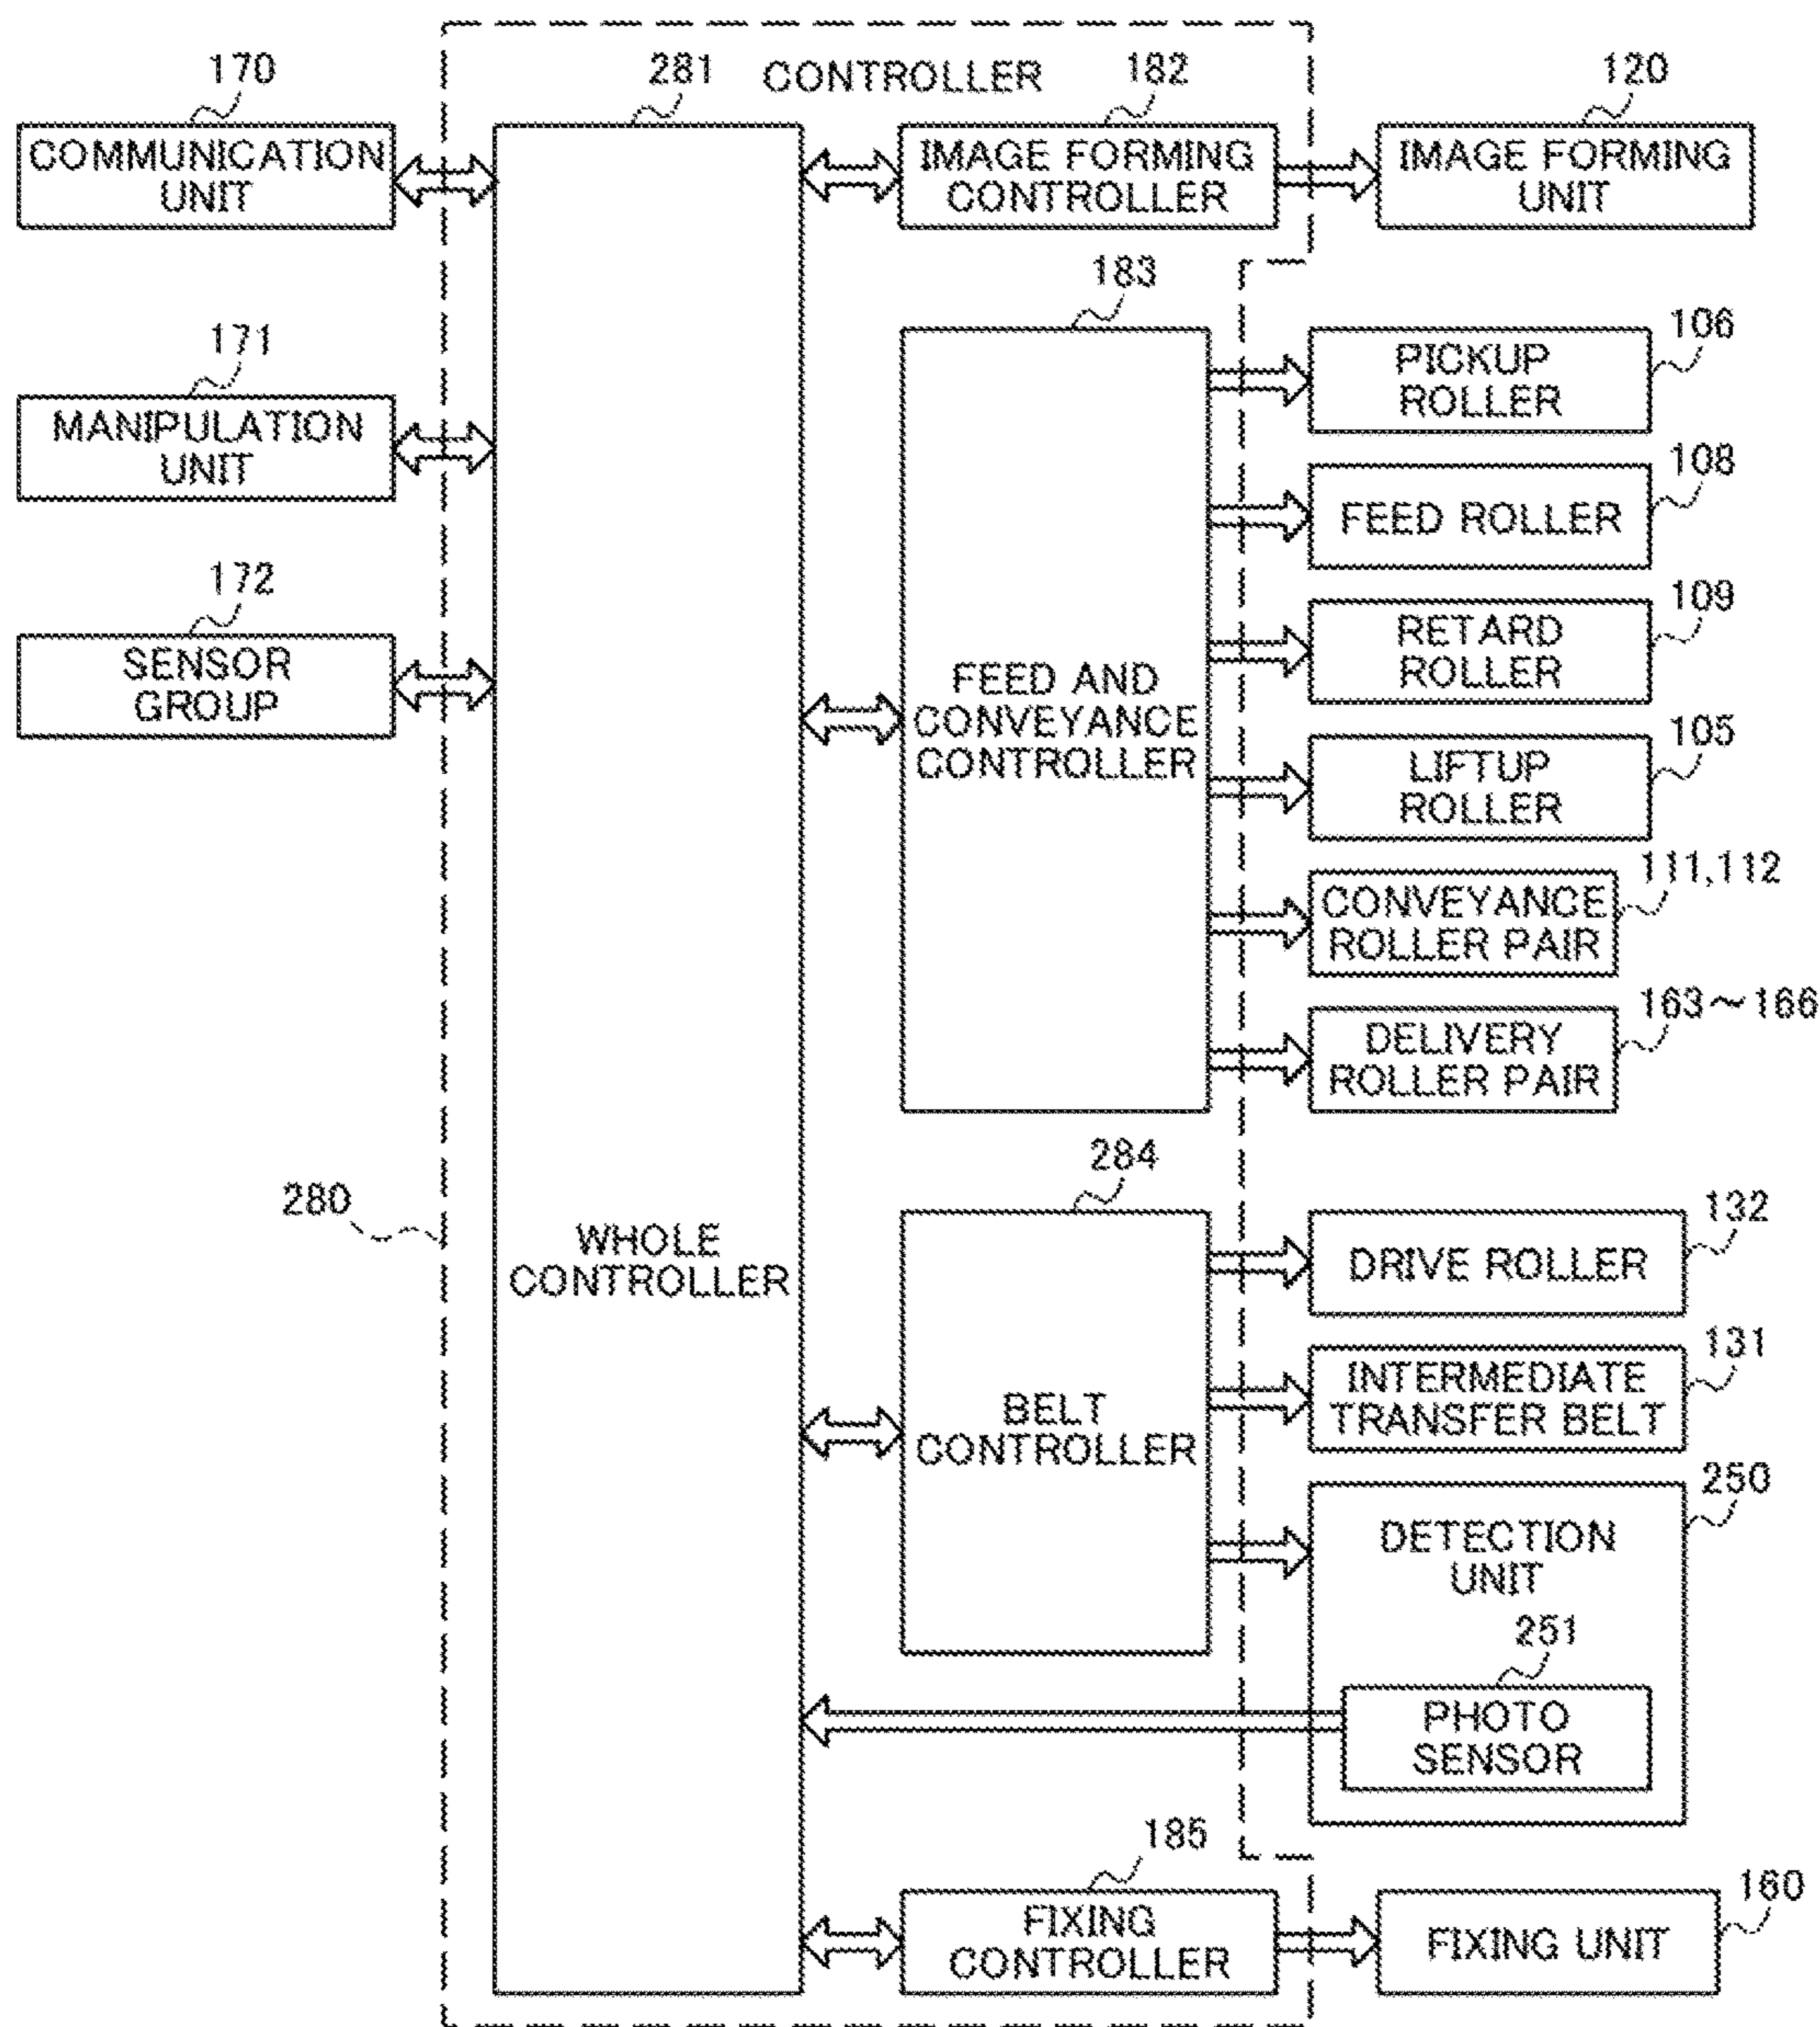 170
COMMUNICATION
UNIT
171
MANIPULATION
UNIT
172
SENSOR
GROUP
280
CONTROLLER
281
WHOLE
CONTROLLER
182
IMAGE FORMING
CONTROLLER
120
IMAGE FORMING
UNIT
183
FEED AND
CONVEYANCE
CONTROLLER
106
PICKUP
ROLLER
108
FEED ROLLER
109
RETARD
ROLLER
105
LIFTUP
ROLLER
111,112
CONVEYANCE
ROLLER PAIR
163~166
DELIVERY
ROLLER PAIR
284
BELT
CONTROLLER
132
DRIVE ROLLER
131
INTERMEDIATE
TRANSFER BELT
250
DETECTION
UNIT
251
PHOTO
SENSOR
185
FIXING
CONTROLLER
160
FIXING UNIT